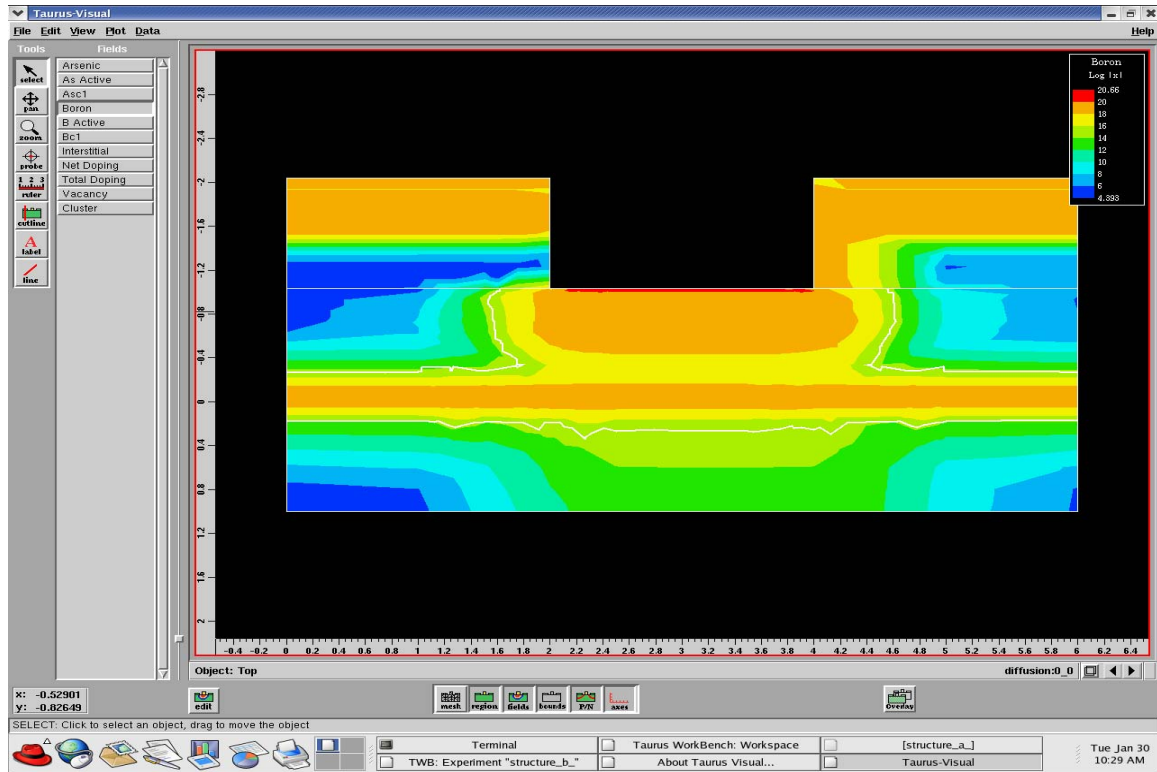 Taurus-Visual
File Edit View Plot Data Help
Tools Fields
select
pan
zoom
probe
1 2 3
ruler
cutline
A
label
line
Arsenic
As Active
Asc1
Boron
B Active
Bc1
Interstitial
Net Doping
Total Doping
Vacancy
Cluster
Boron
Log |x|
20.66
20
18
16
14
12
10
8
6
4.393
-2.8
-2.4
-2
-1.6
-1.2
-0.8
-0.4
0
0.4
0.8
1.2
1.6
2
-0.4 -0.2 0 0.2 0.4 0.6 0.8 1 1.2 1.4 1.6 1.8 2 2.2 2.4 2.6 2.8 3 3.2 3.4 3.6 3.8 4 4.2 4.4 4.6 4.8 5 5.2 5.4 5.6 5.8 6 6.2 6.4
Object: Top diffusion:0_0
x: -0.52901
y: -0.82649
edit
mesh region fields bounds P/N axes
Overlay
SELECT: Click to select an object, drag to move the object
Terminal Taurus WorkBench: Workspace [structure_a_]
TWB: Experiment "structure_b_" About Taurus Visual... Taurus-Visual
Tue Jan 30
10:29 AM